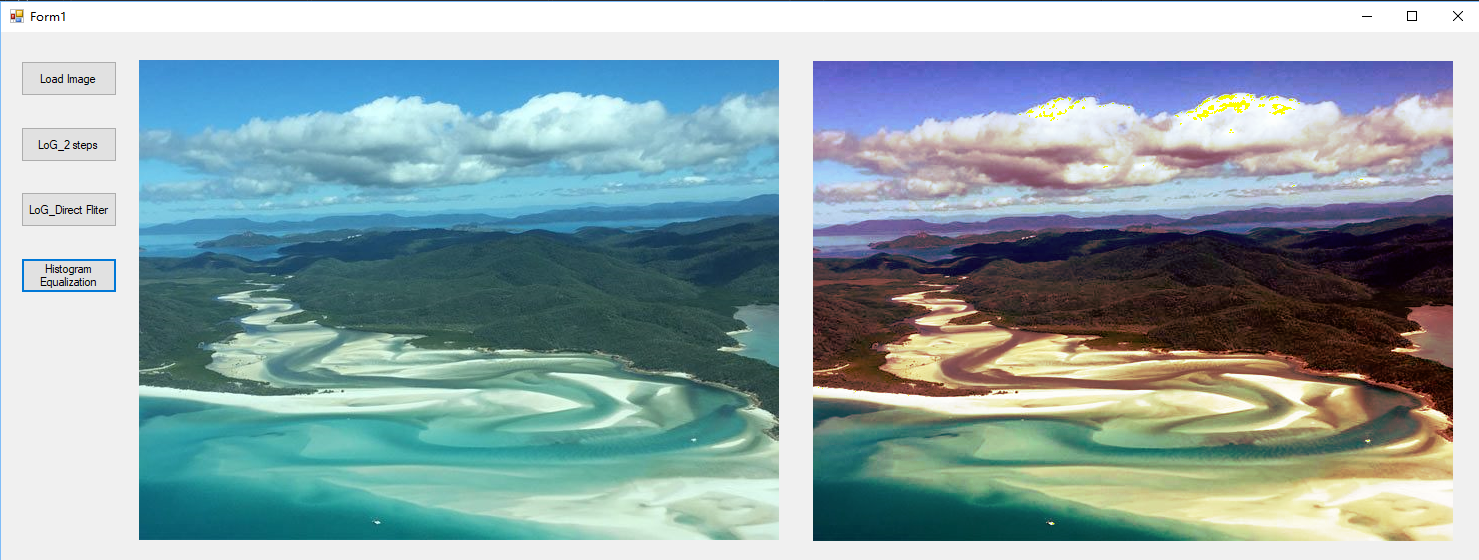 Form1
Load Image
LoG_2 steps
LoG_Direct Fliter
Histogram
Equalization